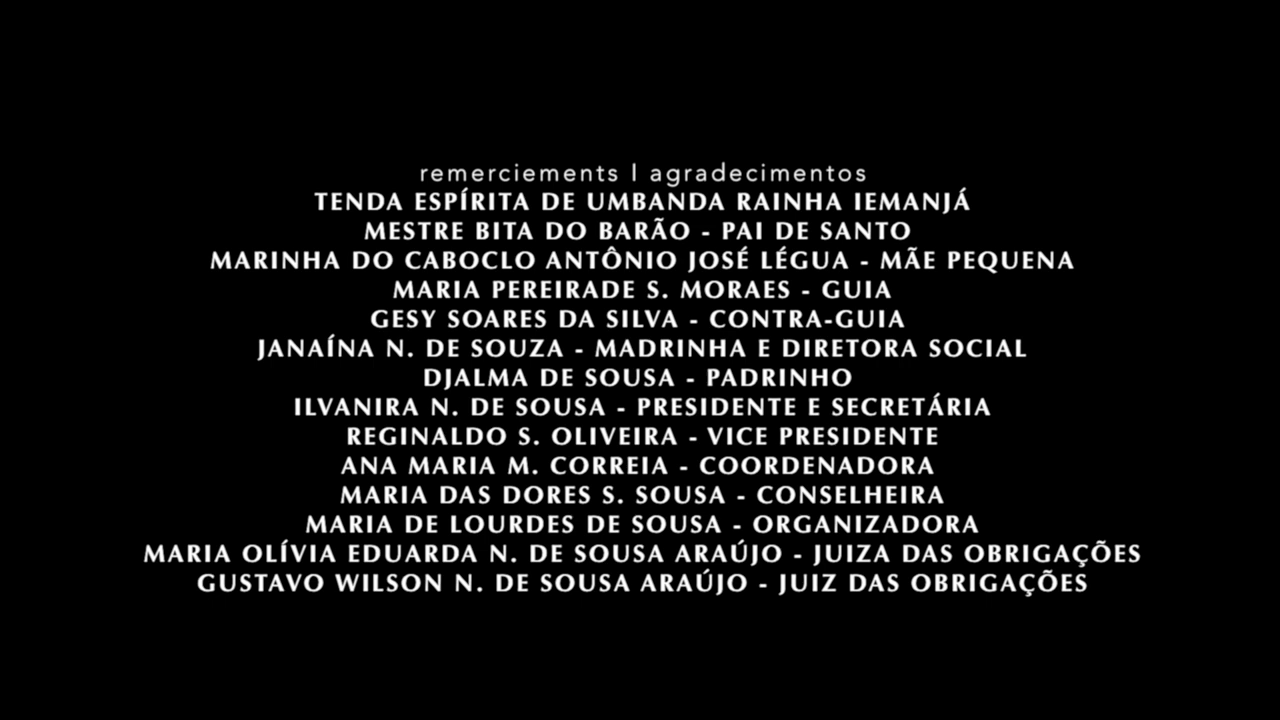 remerciements | agradecimentos
TENDA ESPÍRITA DE UMBANDA RAINHA IEMANJÁ
MESTRE BITA DO BARÃO - PAI DE SANTO
MARINHA DO CABOCLO ANTÔNIO JOSÉ LÉGUA - MÃE PEQUENA
MARIA PEREIRADE S. MORAES - GUIA
GESY SOARES DA SILVA - CONTRA-GUIA
JANAÍNA N. DE SOUZA - MADRINHA E DIRETORA SOCIAL
DJALMA DE SOUSA - PADRINHO
ILVANIRA N. DE SOUSA - PRESIDENTE E SECRETÁRIA
REGINALDO S. OLIVEIRA - VICE PRESIDENTE
ANA MARIA M. CORREIA - COORDENADORA
MARIA DAS DORES S. SOUSA - CONSELHEIRA
MARIA DE LOURDES DE SOUSA - ORGANIZADORA
MARIA OLÍVIA EDUARDA N. DE SOUSA ARAÚJO - JUIZA DAS OBRIGAÇÕES
GUSTAVO WILSON N. DE SOUSA ARAÚJO - JUIZ DAS OBRIGAÇÕES